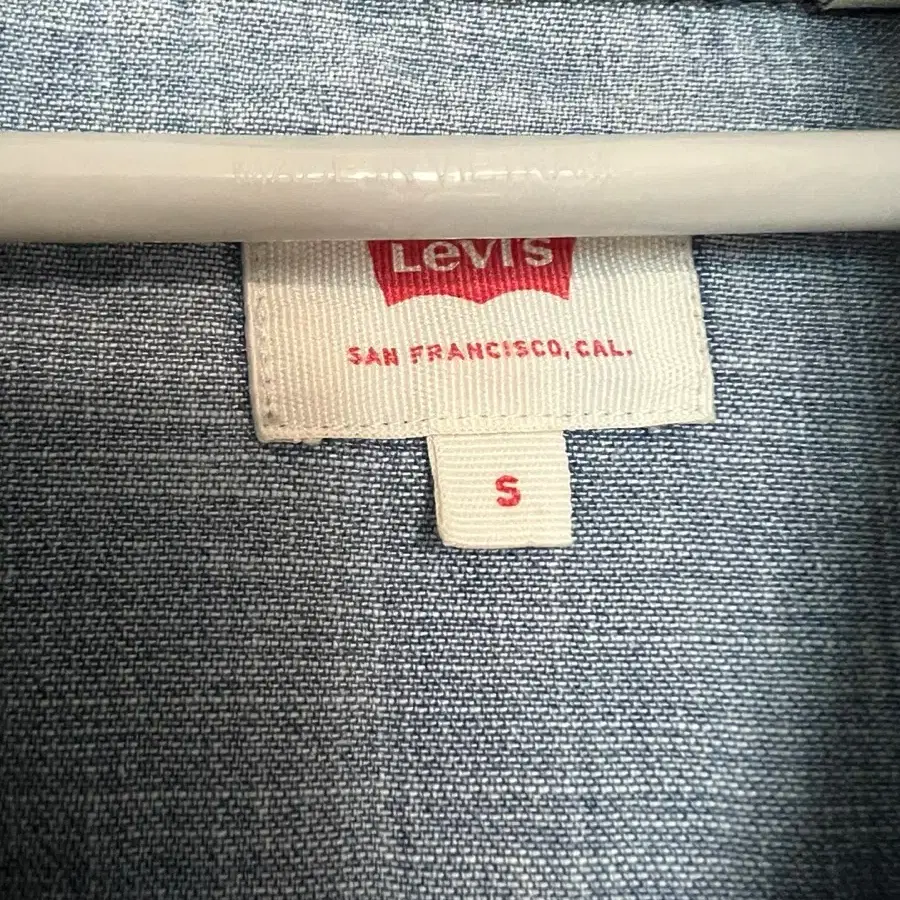 Levi's
SAN FRANCISCO, CAL.
S